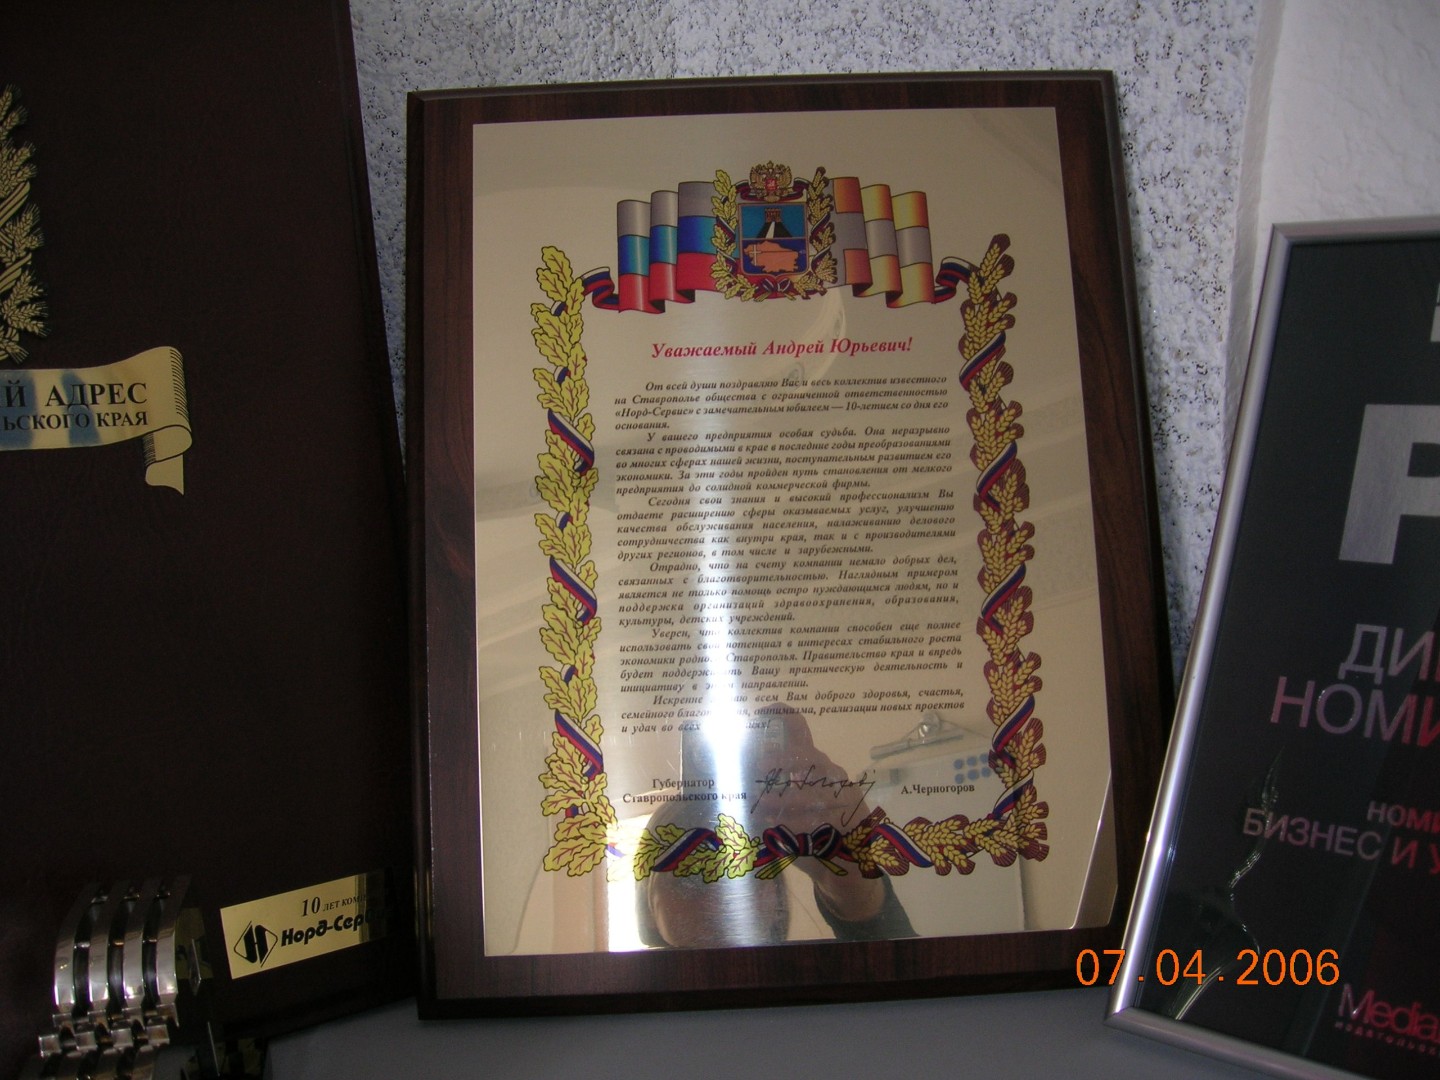 Й АДРЕС
ЬСКОГО КРАЯ
10 ЛЕТ
Норд-Сер
Уважаемый Андрей Юрьевич!
От всей души поздравляю Вас и весь коллектив известного
на Ставрополье общества с ограниченной ответственностью
«Норд-Сервис» с замечательным юбилеем — 10-летием со дня его
основания.
У вашего предприятия особая судьба. Она неразрывно
связана с проводимыми в крае в последние годы преобразованиями
во многих сферах нашей жизни, поступательным развитием его
экономики. За эти годы пройден путь становления от мелкого
предприятия до солидной коммерческой фирмы.
Сегодня свои знания и высокий профессионализм Вы
отдаете расширению сферы оказываемых услуг, улучшению
качества обслуживания населения, налаживанию делового
сотрудничества как внутри края, так и с производителями
других регионов, в том числе и зарубежными.
Отрадно, что на счету компании немало добрых дел,
связанных с благотворительностью. Наглядным примером
является не только помощь остро нуждающимся людям, но и
поддержка организаций здравоохранения, образования,
культуры, детских учреждений.
Уверен, что коллектив компании способен еще полнее
использовать свой потенциал в интересах стабильного роста
экономики родного Ставрополья. Правительство края и впредь
будет поддерживать Вашу практическую деятельность и
инициативу в этом направлении.
Искренне желаю всем Вам доброго здоровья, счастья,
семейного оптимизма, реализации новых проектов
и удач во всех
Губернатор
Ставропольского края
А.Черногоров
Р
ДИ
НОМИ
НОМИ
БИЗНЕС И У
Media
издательск
07.04.2006